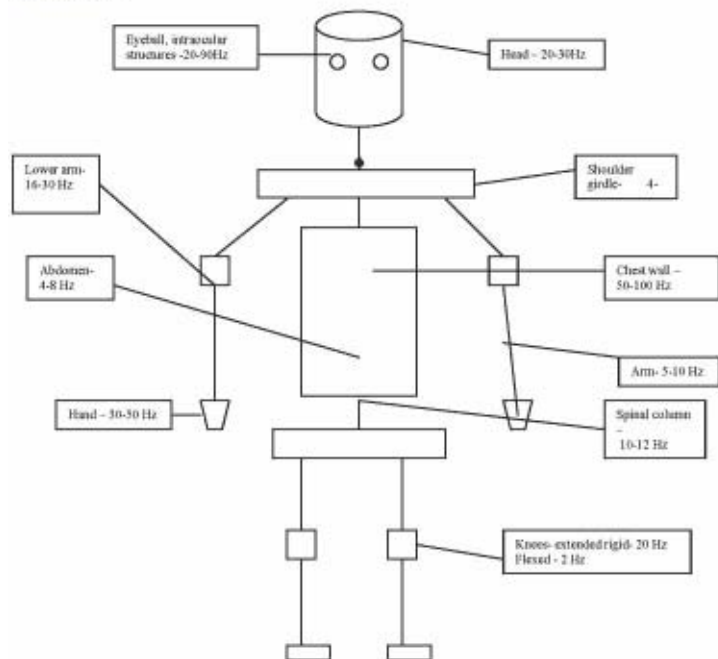 Eyeball, intraocular
structures -20-90Hz
Head – 20-30Hz
Lower arm-
16-30 Hz
Shoulder
girdle- 4-
Abdomen-
4-8 Hz
Chest wall –
50-100 Hz
Arm- 5-10 Hz
Hand – 30-50 Hz
Spinal column
–
10-12 Hz
Knees- extended rigid- 20 Hz
Flexed - 2 Hz